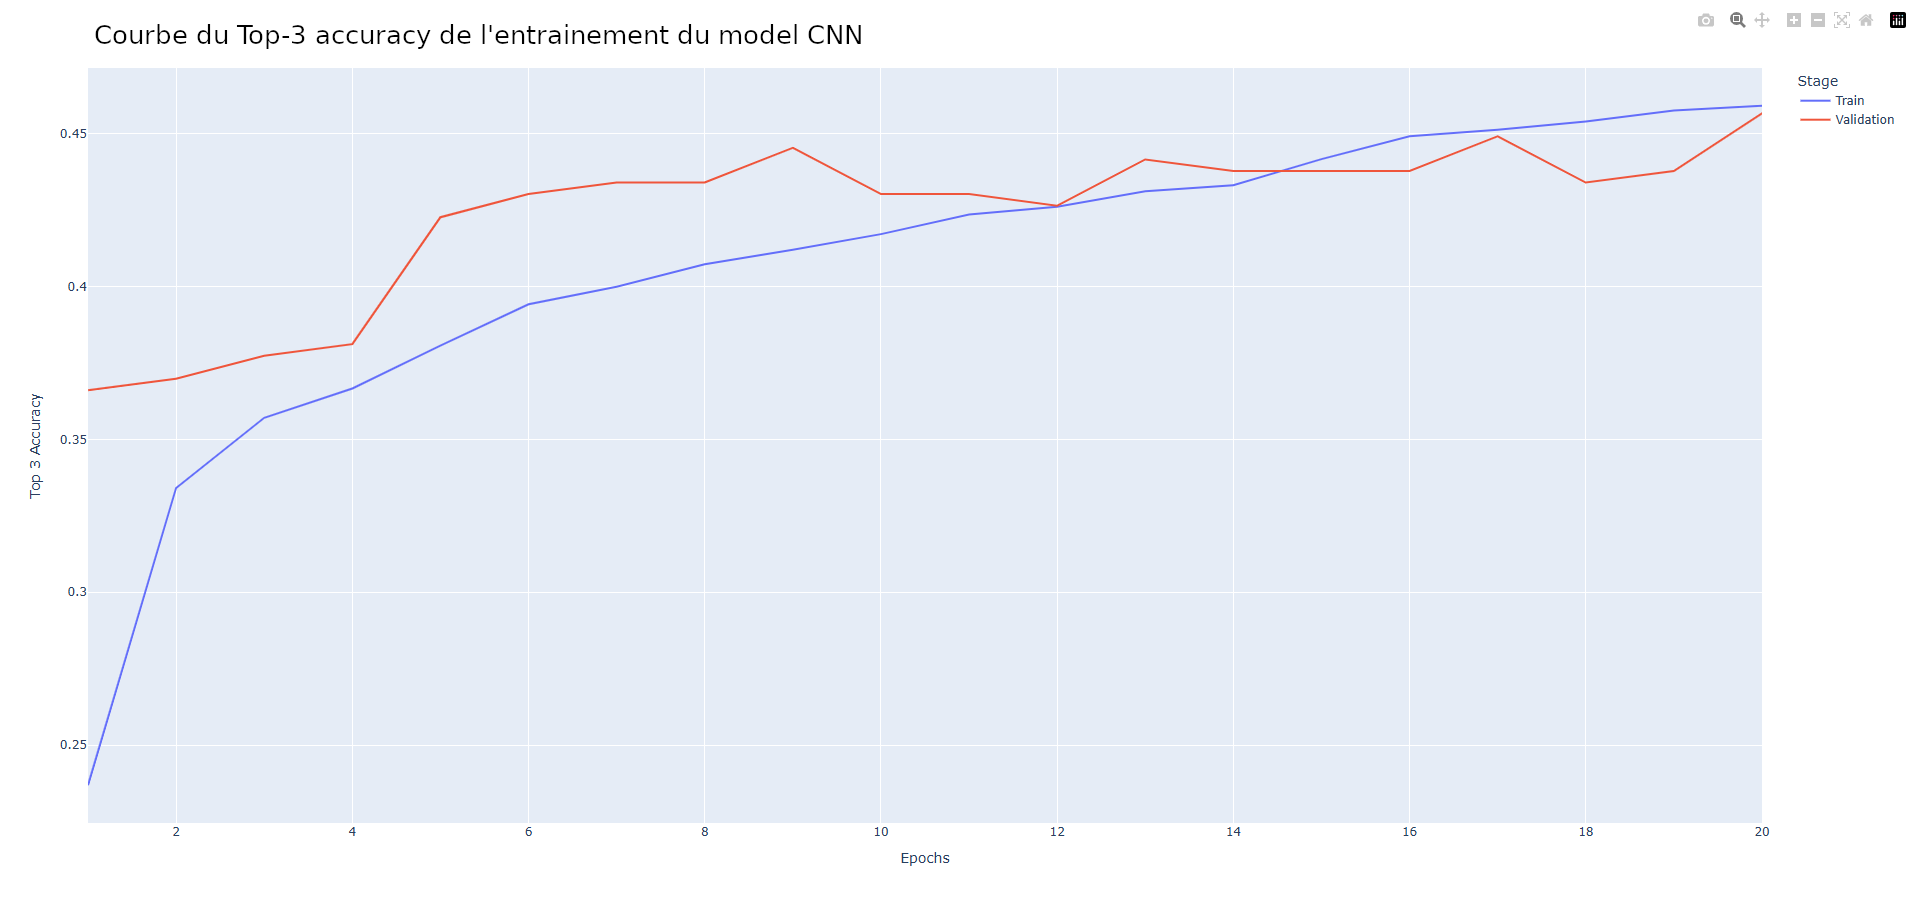 Courbe du Top-3 accuracy de l'entrainement du model CNN
Stage
Train
Validation
0.45
0.4
0.35
0.3
0.25
Top 3 Accuracy
2 4 6 8 10 12 14 16 18 20
Epochs